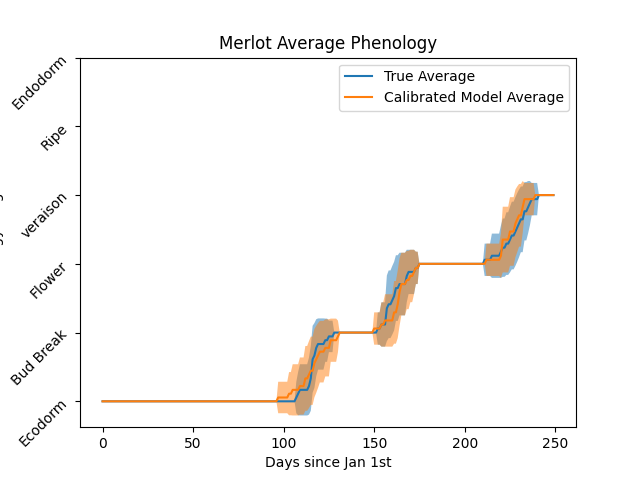 Merlot Average Phenology
True Average
Calibrated Model Average
Endodorm
Ripe
veraison
Flower
Bud Break
Ecodorm
0 50 100 150 200 250
Days since Jan 1st